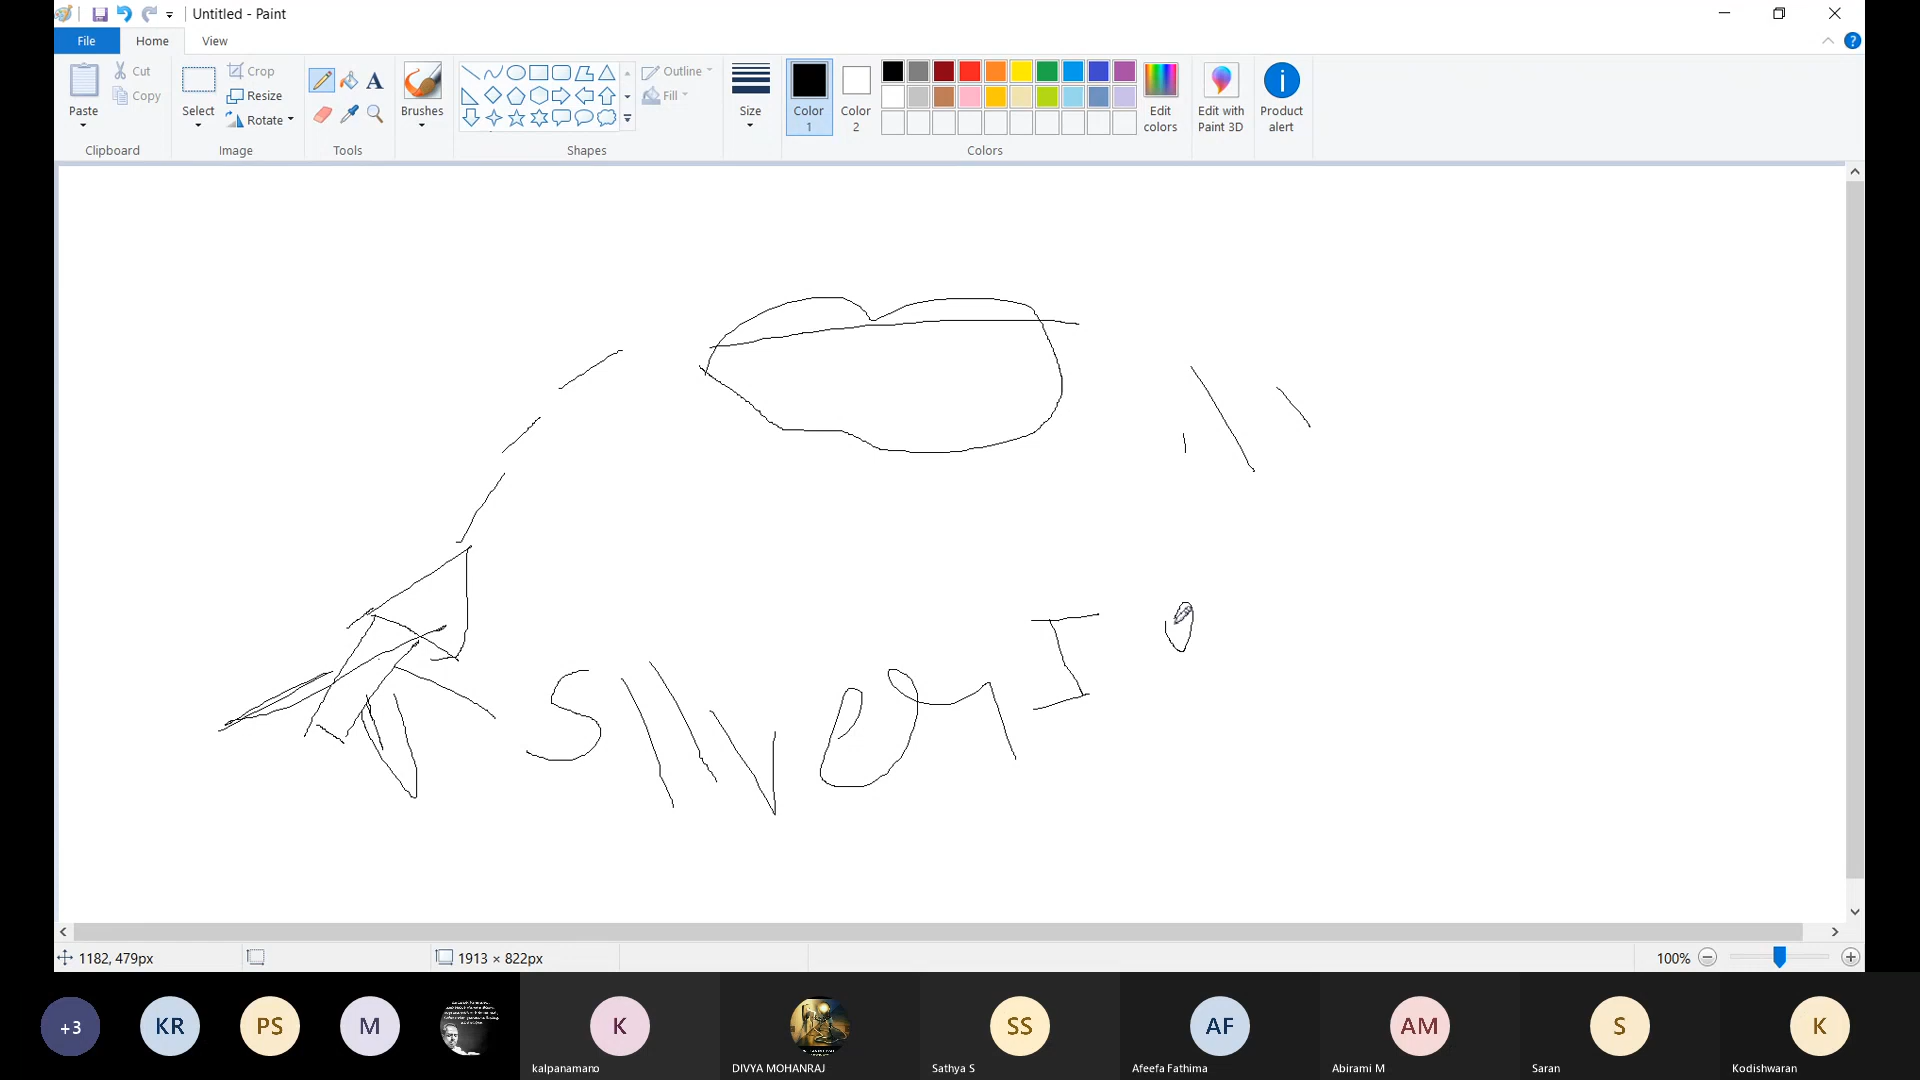 Untitled - Paint
File Home View
Paste Cut Copy Select Crop Resize Rotate A Brushes Outline Fill Size Color 1 Color 2 Edit colors Edit with Paint 3D Product alert
Clipboard Image Tools Shapes Colors
Silver I
1182, 479px 1913 × 822px 100%
+3 KR PS M K SS AF AM S K
kalpanamano DIVYA MOHANRAJ Sathya S Afeefa Fathima Abirami M Saran Kodishwaran